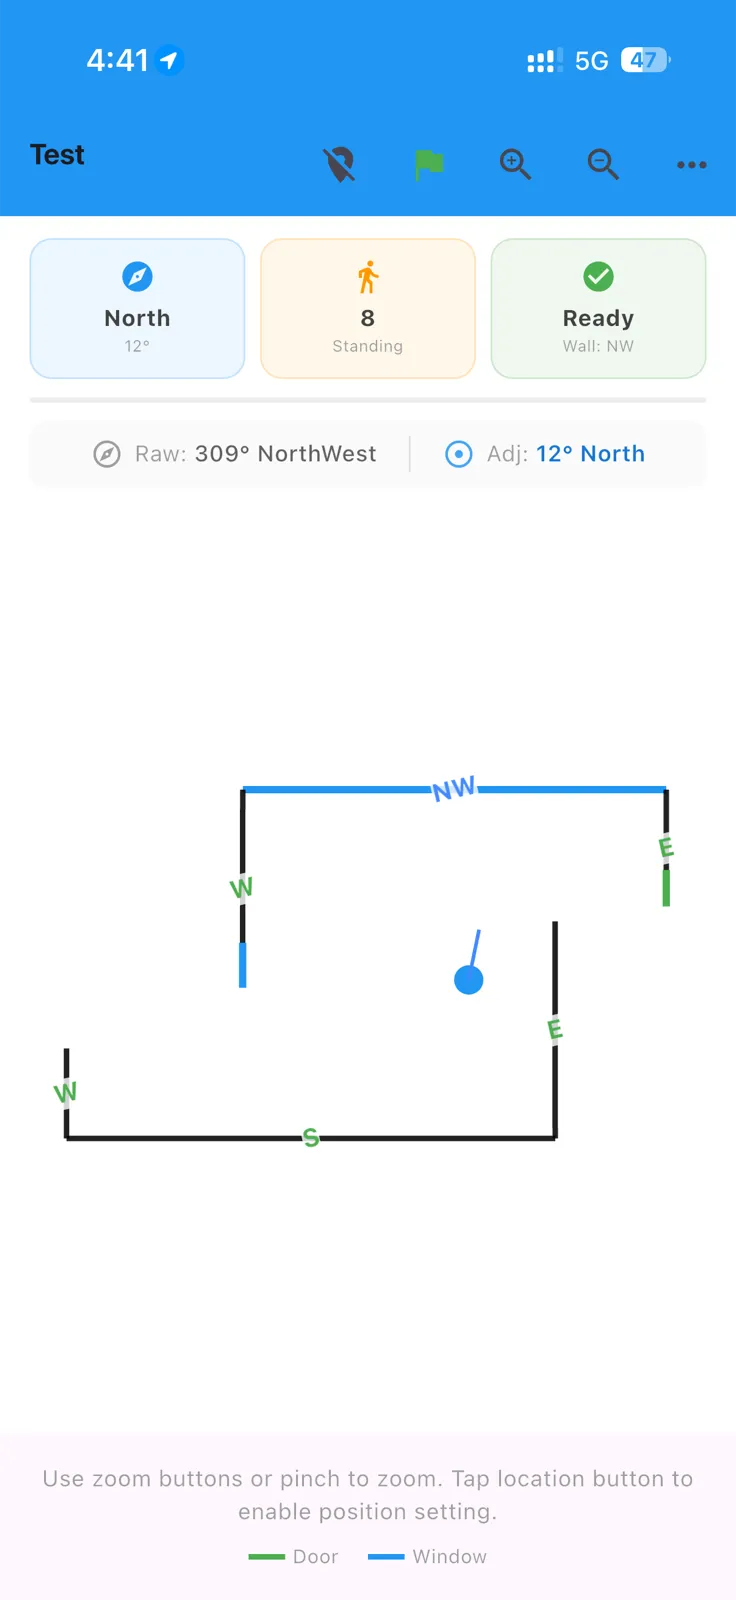 4:41
5G
47
Test
North
12°
8
Standing
Ready
Wall: NW
Raw: 309° NorthWest
Adj: 12° North
NW
E
W
E
W
S
Use zoom buttons or pinch to zoom. Tap location button to
enable position setting.
Door
Window